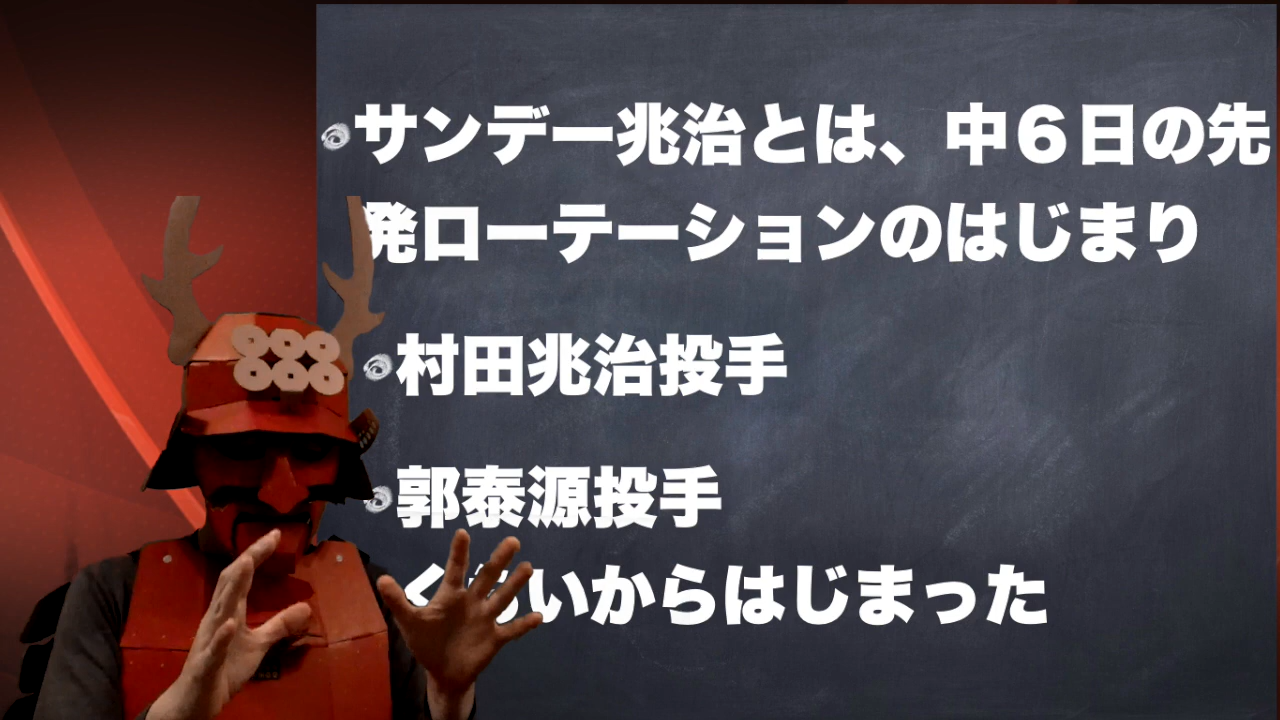 サンデー兆治とは、中６日の先
発ローテーションのはじまり
村田兆治投手
郭泰源投手
くらいからはじまった